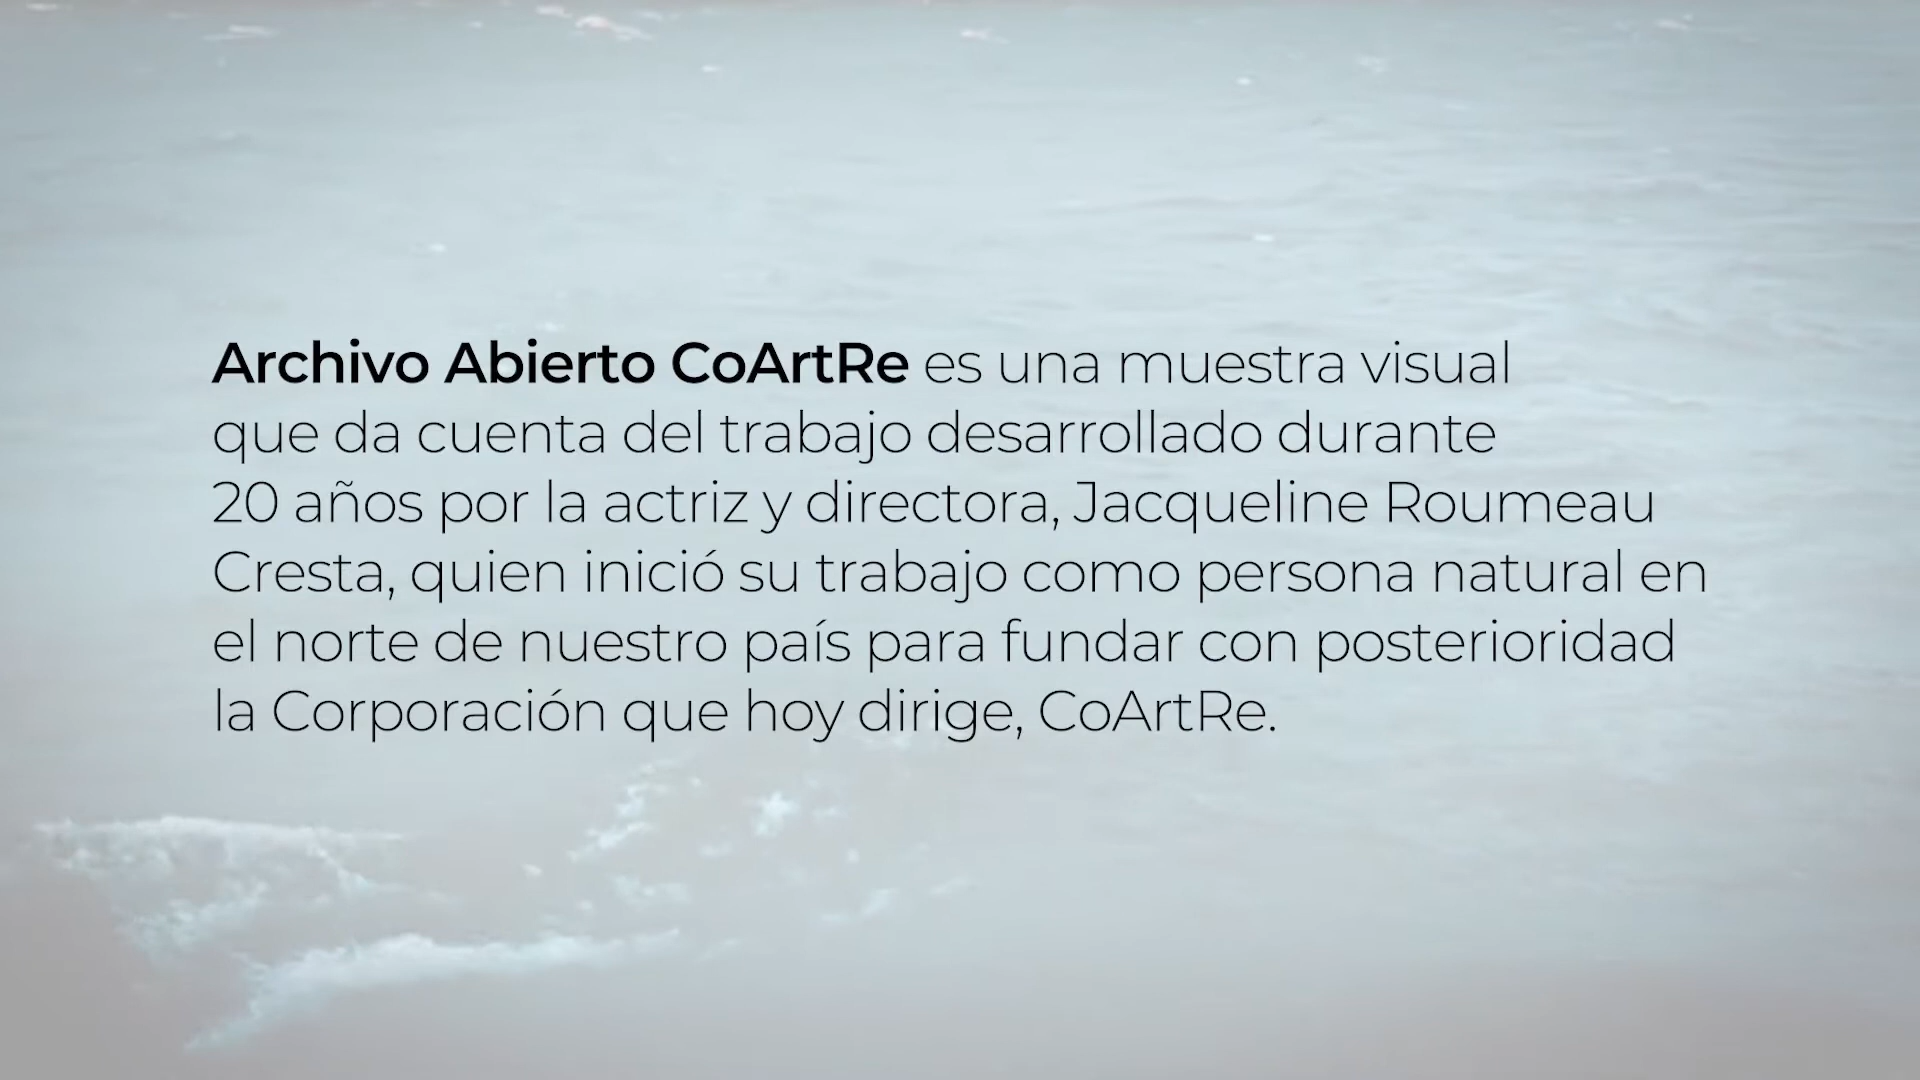 Archivo Abierto CoArtRe es una muestra visual
que da cuenta del trabajo desarrollado durante
20 años por la actriz y directora, Jacqueline Roumeau
Cresta, quien inició su trabajo como persona natural en
el norte de nuestro país para fundar con posterioridad
la Corporación que hoy dirige, CoArtRe.